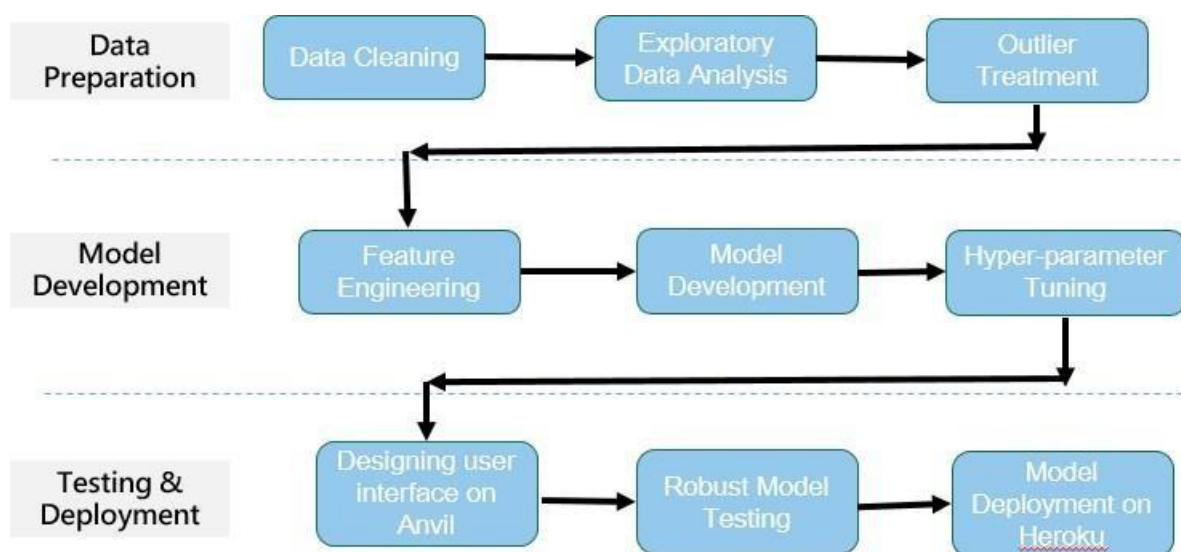 Data
Preparation
Data Cleaning
Exploratory
Data Analysis
Outlier
Treatment
Model
Development
Feature
Engineering
Model
Development
Hyper-parameter
Tuning
Testing &
Deployment
Designing user
interface on
Anvil
Robust Model
Testing
Model
Deployment on
Heroku